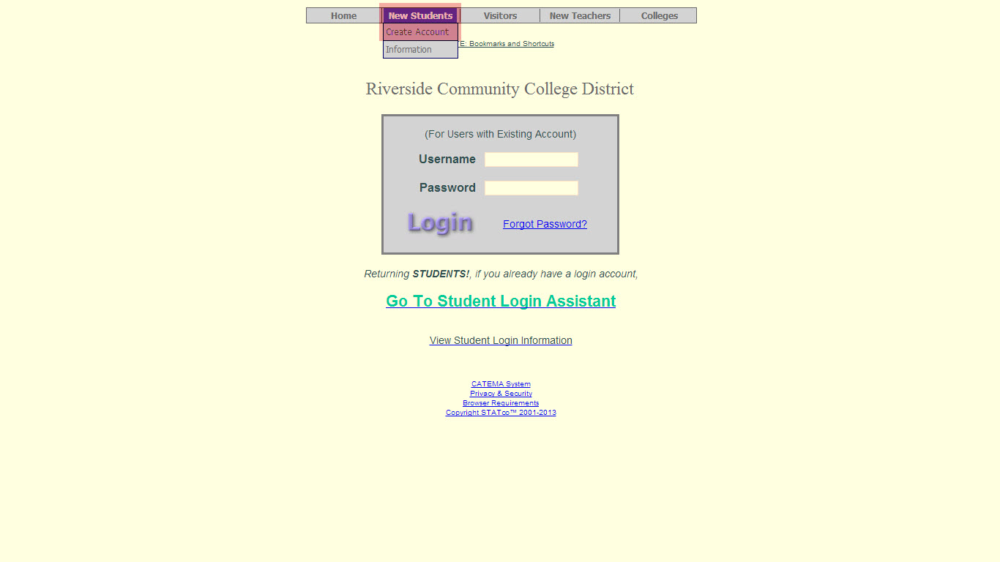 Home New Students Visitors New Teachers Colleges
Create Account
E: Bookmarks and Shortcuts
Information
Riverside Community College District
(For Users with Existing Account)
Username
Password
Login Forgot Password?
Returning STUDENTS!, if you already have a login account,
Go To Student Login Assistant
View Student Login Information
CATEMA System
Privacy & Security
Browser Requirements
Copyright STATco™ 2001-2013